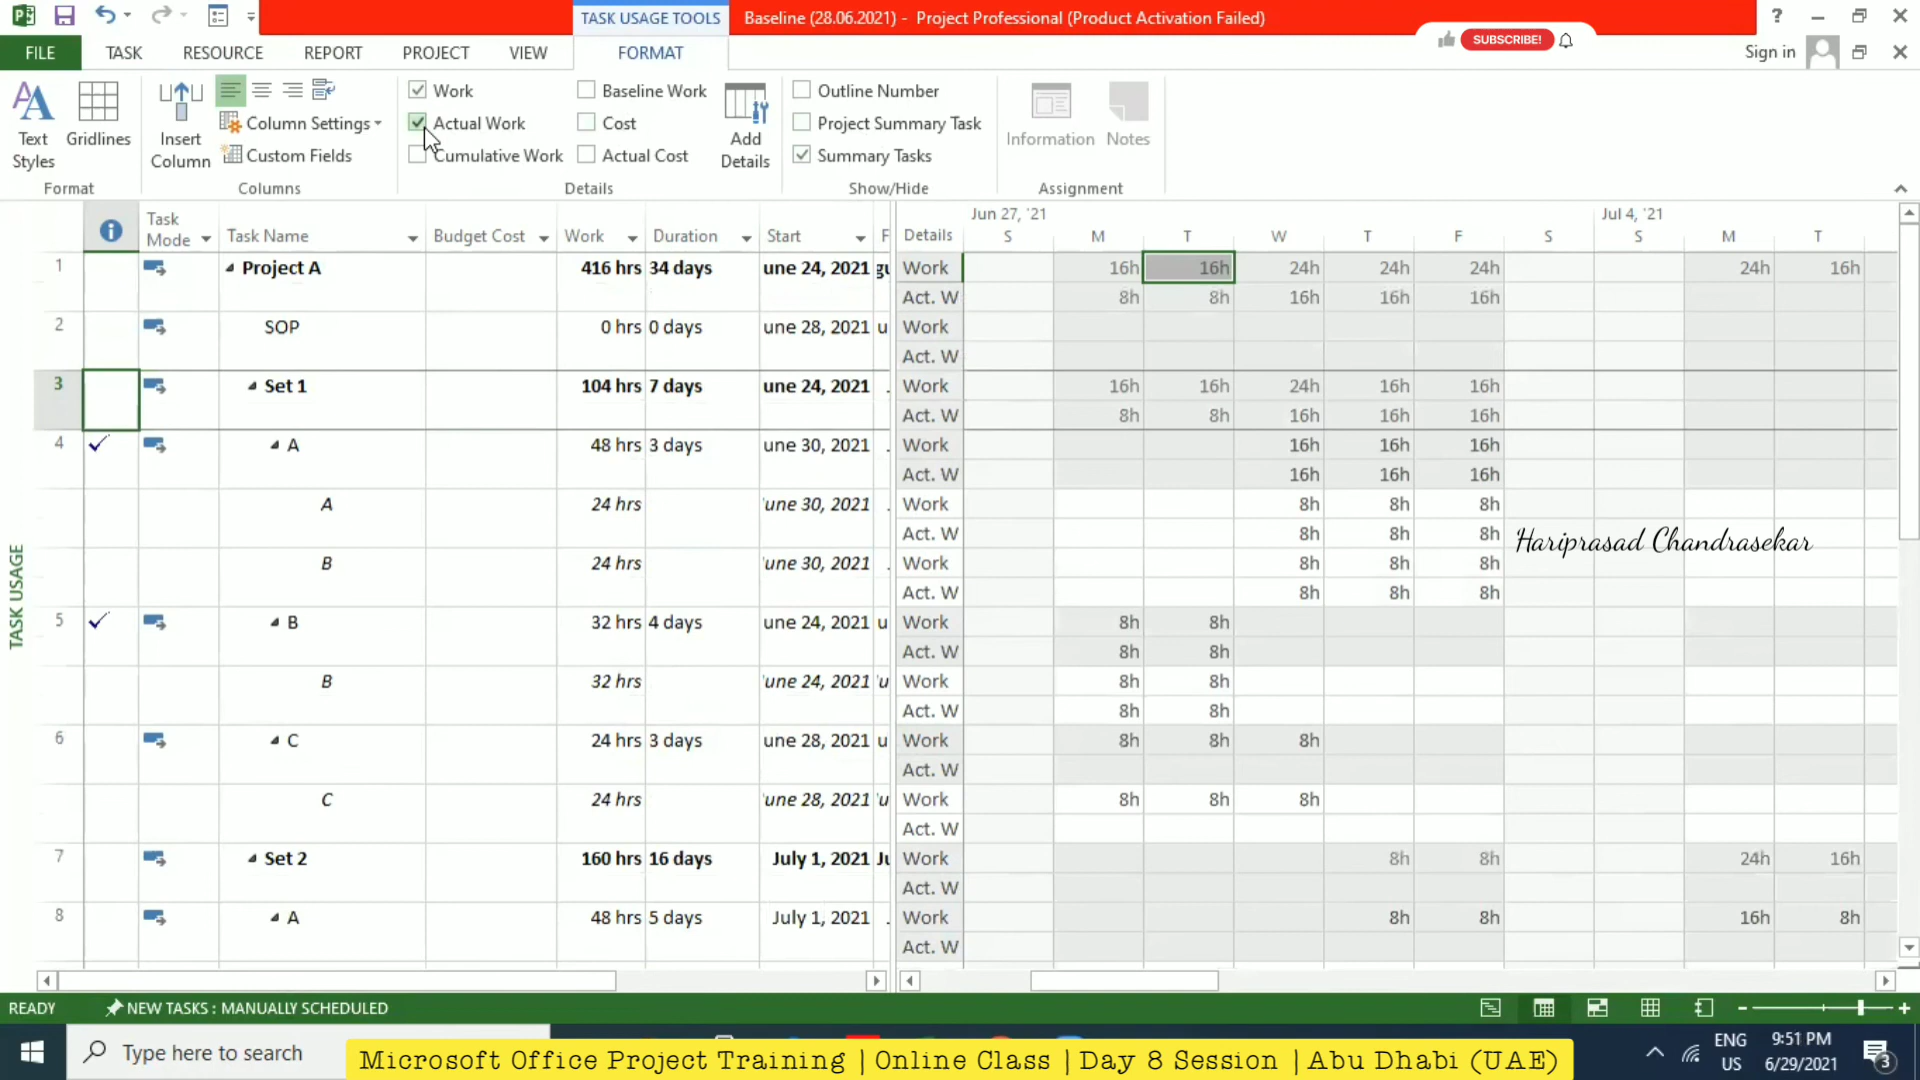 TASK USAGE TOOLS
Baseline (28.06.2021) - Project Professional (Product Activation Failed)
SUBSCRIBE!
FILE TASK RESOURCE REPORT PROJECT VIEW FORMAT Sign in
Text Styles
Gridlines
Format
Insert Column
Column Settings
Custom Fields
Columns
Work
Actual Work
Cumulative Work
Baseline Work
Cost
Actual Cost
Add Details
Details
Outline Number
Project Summary Task
Summary Tasks
Show/Hide
Information
Notes
Assignment
Jun 27, '21 Jul 4, '21
Task Mode Task Name Budget Cost Work Duration Start F Details S M T W T F S S M T
1 Project A 416 hrs 34 days une 24, 2021 Work 16h 16h 24h 24h 24h 24h 16h
Act. W 8h 8h 16h 16h 16h
2 SOP 0 hrs 0 days une 28, 2021 u Work
Act. W
3 Set 1 104 hrs 7 days une 24, 2021 Work 16h 16h 24h 16h 16h
Act. W 8h 8h 16h 16h 16h
4 A 48 hrs 3 days une 30, 2021 Work 16h 16h 16h
Act. W 16h 16h 16h
A 24 hrs une 30, 2021 Work 8h 8h 8h
Act. W 8h 8h 8h
Hariprasad Chandrasekar
B 24 hrs une 30, 2021 Work 8h 8h 8h
Act. W 8h 8h 8h
5 B 32 hrs 4 days une 24, 2021 u Work 8h 8h
Act. W 8h 8h
B 32 hrs une 24, 2021 'u Work 8h 8h
Act. W 8h 8h
6 C 24 hrs 3 days une 28, 2021 u Work 8h 8h 8h
Act. W
C 24 hrs une 28, 2021 'u Work 8h 8h 8h
Act. W
7 Set 2 160 hrs 16 days July 1, 2021 Work 8h 8h 24h 16h
Act. W
8 A 48 hrs 5 days July 1, 2021 Work 8h 8h 16h 8h
Act. W
TASK USAGE
READY NEW TASKS : MANUALLY SCHEDULED
Type here to search
Microsoft Office Project Training | Online Class | Day 8 Session | Abu Dhabi (UAE)
ENG US
9:51 PM
6/29/2021
3